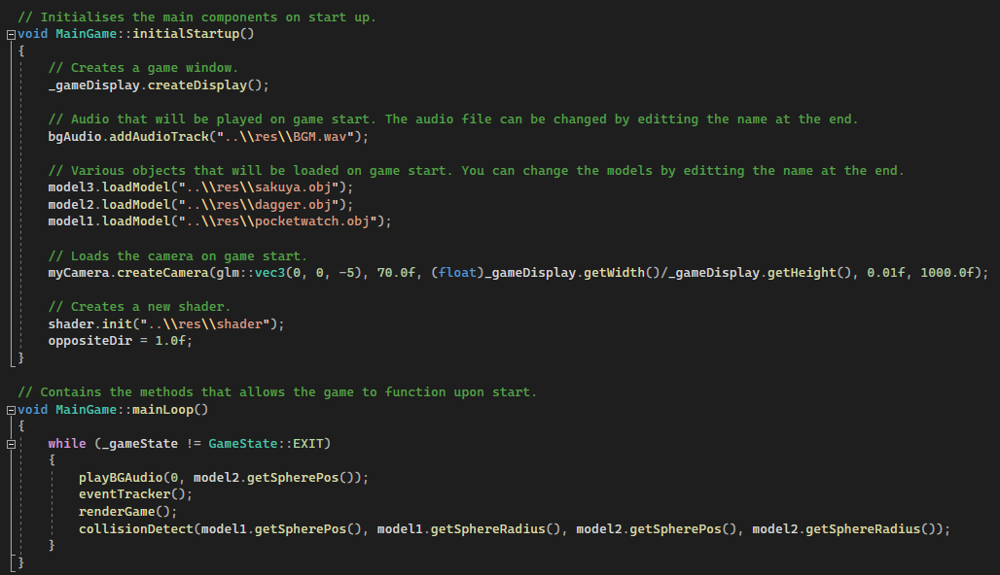 // Initialises the main components on start up.
void MainGame::initialStartup()
{
    // Creates a game window.
    _gameDisplay.createDisplay();

    // Audio that will be played on game start. The audio file can be changed by editting the name at the end.
    bgAudio.addAudioTrack("..\\res\\BGM.wav");

    // Various objects that will be loaded on game start. You can change the models by editting the name at the end.
    model3.loadModel("..\\res\\sakuya.obj");
    model2.loadModel("..\\res\\dagger.obj");
    model1.loadModel("..\\res\\pocketwatch.obj");

    // Loads the camera on game start.
    myCamera.createCamera(glm::vec3(0, 0, -5), 70.0f, (float)_gameDisplay.getWidth()/_gameDisplay.getHeight(), 0.01f, 1000.0f);

    // Creates a new shader.
    shader.init("..\\res\\shader");
    oppositeDir = 1.0f;
}

// Contains the methods that allows the game to function upon start.
void MainGame::mainLoop()
{
    while (_gameState != GameState::EXIT)
    {
        playBGAudio(0, model2.getSpherePos());
        eventTracker();
        renderGame();
        collisionDetect(model1.getSpherePos(), model1.getSphereRadius(), model2.getSpherePos(), model2.getSphereRadius());
    }
}